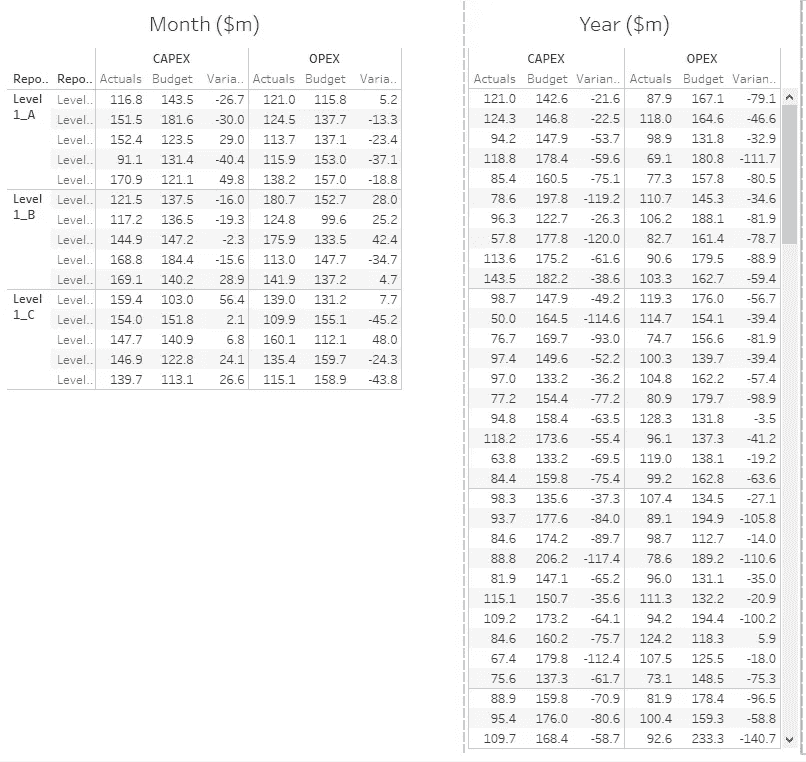 Month ($m) Year ($m)
CAPEX OPEX CAPEX OPEX
Repo.. Repo.. Actuals Budget Varia.. Actuals Budget Varia.. Actuals Budget Varian.. Actuals Budget Varian..
Level 1_A Level.. 116.8 143.5 -26.7 121.0 115.8 5.2 121.0 142.6 -21.6 87.9 167.1 -79.1
Level.. 151.5 181.6 -30.0 124.5 137.7 -13.3 124.3 146.8 -22.5 118.0 164.6 -46.6
Level.. 152.4 123.5 29.0 113.7 137.1 -23.4 94.2 147.9 -53.7 98.9 131.8 -32.9
Level.. 91.1 131.4 -40.4 115.9 153.0 -37.1 118.8 178.4 -59.6 69.1 180.8 -111.7
Level.. 170.9 121.1 49.8 138.2 157.0 -18.8 85.4 160.5 -75.1 77.3 157.8 -80.5
Level 1_B Level.. 121.5 137.5 -16.0 180.7 152.7 28.0 78.6 197.8 -119.2 110.7 145.3 -34.6
Level.. 117.2 136.5 -19.3 124.8 99.6 25.2 96.3 122.7 -26.3 106.2 188.1 -81.9
Level.. 144.9 147.2 -2.3 175.9 133.5 42.4 57.8 177.8 -120.0 82.7 161.4 -78.7
Level.. 168.8 184.4 -15.6 113.0 147.7 -34.7 113.6 175.2 -61.6 90.6 179.5 -88.9
Level.. 169.1 140.2 28.9 141.9 137.2 4.7 143.5 182.2 -38.6 103.3 162.7 -59.4
Level 1_C Level.. 159.4 103.0 56.4 139.0 131.2 7.7 98.7 147.9 -49.2 119.3 176.0 -56.7
Level.. 154.0 151.8 2.1 109.9 155.1 -45.2 50.0 164.5 -114.6 114.7 154.1 -39.4
Level.. 147.7 140.9 6.8 160.1 112.1 48.0 76.7 169.7 -93.0 74.7 156.6 -81.9
Level.. 146.9 122.8 24.1 135.4 159.7 -24.3 97.4 149.6 -52.2 100.3 139.7 -39.4
Level.. 139.7 113.1 26.6 115.1 158.9 -43.8 97.0 133.2 -36.2 104.8 162.2 -57.4
77.2 154.4 -77.2 80.9 179.7 -98.9
94.8 158.4 -63.5 128.3 131.8 -3.5
118.2 173.6 -55.4 96.1 137.3 -41.2
63.8 133.2 -69.5 119.0 138.1 -19.2
84.4 159.8 -75.4 99.2 162.8 -63.6
98.3 135.6 -37.3 107.4 134.5 -27.1
93.7 177.6 -84.0 89.1 194.9 -105.8
84.6 174.2 -89.7 98.7 112.7 -14.0
88.8 206.2 -117.4 78.6 189.2 -110.6
81.9 147.1 -65.2 96.0 131.1 -35.0
115.1 150.7 -35.6 111.3 132.2 -20.9
109.2 173.2 -64.1 94.2 194.4 -100.2
84.6 160.2 -75.7 124.2 118.3 5.9
67.4 179.8 -112.4 107.5 125.5 -18.0
75.6 137.3 -61.7 73.1 148.5 -75.3
88.9 159.8 -70.9 81.9 178.4 -96.5
95.4 176.0 -80.6 100.4 159.3 -58.8
109.7 168.4 -58.7 92.6 233.3 -140.7